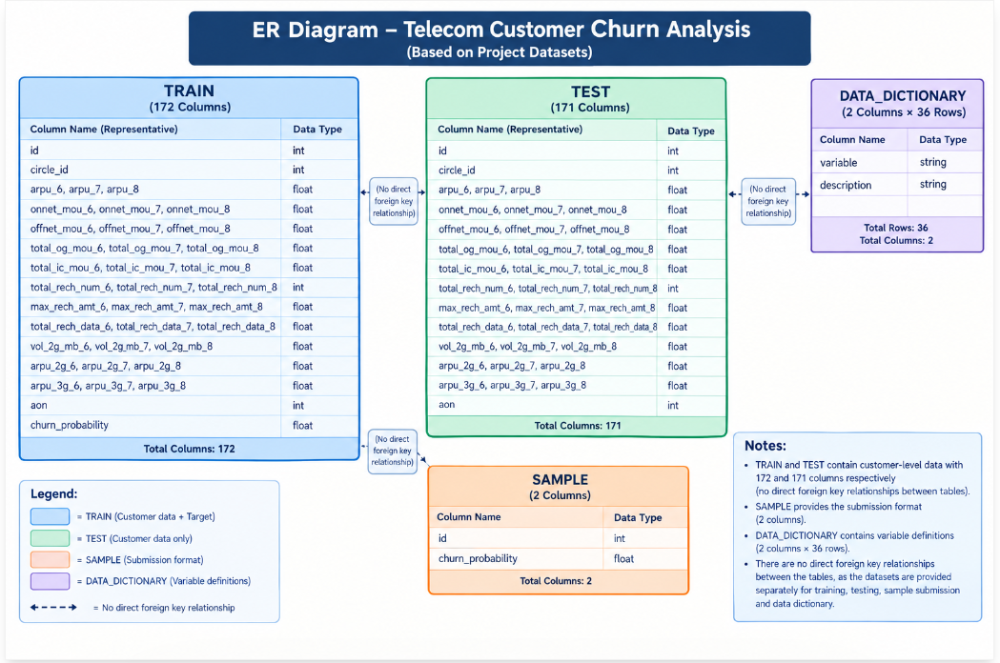 ER Diagram – Telecom Customer Churn Analysis
(Based on Project Datasets)
TRAIN
(172 Columns)
Column Name (Representative) Data Type
id int
circle_id int
arpu_6, arpu_7, arpu_8 float
onnet_mou_6, onnet_mou_7, onnet_mou_8 float
offnet_mou_6, offnet_mou_7, offnet_mou_8 float
total_og_mou_6, total_og_mou_7, total_og_mou_8 float
total_ic_mou_6, total_ic_mou_7, total_ic_mou_8 float
total_rech_num_6, total_rech_num_7, total_rech_num_8 int
max_rech_amt_6, max_rech_amt_7, max_rech_amt_8 float
total_rech_data_6, total_rech_data_7, total_rech_data_8 float
vol_2g_mb_6, vol_2g_mb_7, vol_2g_mb_8 float
arpu_2g_6, arpu_2g_7, arpu_2g_8 float
arpu_3g_6, arpu_3g_7, arpu_3g_8 float
aon int
churn_probability float
Total Columns: 172
(No direct
foreign key
relationship)
TEST
(171 Columns)
Column Name (Representative) Data Type
id int
circle_id int
arpu_6, arpu_7, arpu_8 float
onnet_mou_6, onnet_mou_7, onnet_mou_8 float
offnet_mou_6, offnet_mou_7, offnet_mou_8 float
total_og_mou_6, total_og_mou_7, total_og_mou_8 float
total_ic_mou_6, total_ic_mou_7, total_ic_mou_8 float
total_rech_num_6, total_rech_num_7, total_rech_num_8 int
max_rech_amt_6, max_rech_amt_7, max_rech_amt_8 float
total_rech_data_6, total_rech_data_7, total_rech_data_8 float
vol_2g_mb_6, vol_2g_mb_7, vol_2g_mb_8 float
arpu_2g_6, arpu_2g_7, arpu_2g_8 float
arpu_3g_6, arpu_3g_7, arpu_3g_8 float
aon int
Total Columns: 171
(No direct
foreign key
relationship)
DATA_DICTIONARY
(2 Columns × 36 Rows)
Column Name Data Type
variable string
description string
Total Rows: 36
Total Columns: 2
(No direct
foreign key
relationship)
SAMPLE
(2 Columns)
Column Name Data Type
id int
churn_probability float
Total Columns: 2
Legend:
= TRAIN (Customer data + Target)
= TEST (Customer data only)
= SAMPLE (Submission format)
= DATA_DICTIONARY (Variable definitions)
= No direct foreign key relationship
Notes:
• TRAIN and TEST contain customer-level data with
172 and 171 columns respectively
(no direct foreign key relationships between tables).
• SAMPLE provides the submission format
(2 columns).
• DATA_DICTIONARY contains variable definitions
(2 columns × 36 rows).
• There are no direct foreign key relationships
between the tables, as the datasets are provided
separately for training, testing, sample submission
and data dictionary.